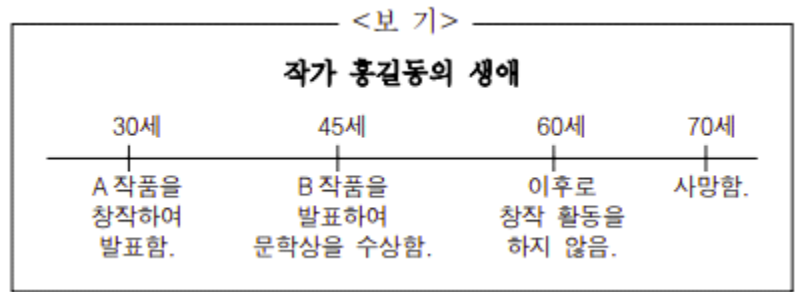 <보 기>
작가 홍길동의 생애
30세 45세 60세 70세
A 작품을 B 작품을 이후로 사망함.
창작하여 발표하여 창작 활동을
발표함. 문학상을 수상함. 하지 않음.